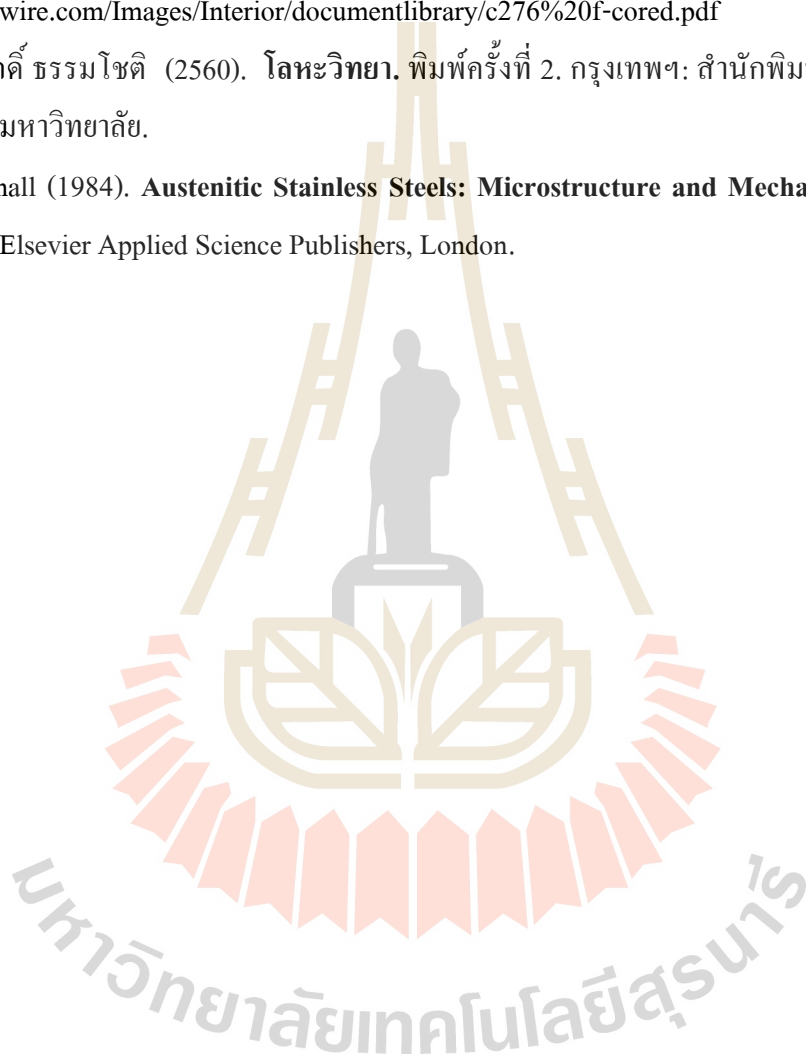 wire.com/Images/Interior/documentlibrary/c276%20f-cored.pdf
ธรรมโชติ (2560). โลหะวิทยา. พิมพ์ครั้งที่ 2. กรุงเทพฯ: สำนักพิม
มหาวิทยาลัย.
(1984). Austenitic Stainless Steels: Microstructure and Mecha
Elsevier Applied Science Publishers, London.
มหาวิทยาลัยเทคโนโลยีสุรนารี